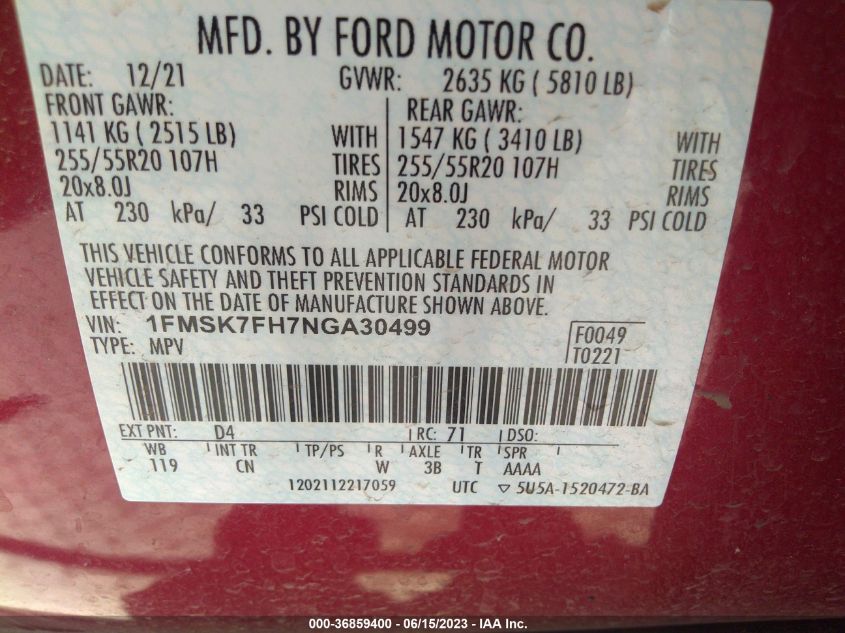 MFD. BY FORD MOTOR CO.
DATE: 12/21 GVWR: 2635 KG ( 5810 LB)
FRONT GAWR: REAR GAWR:
1141 KG ( 2515 LB) WITH 1547 KG ( 3410 LB) WITH
255/55R20 107H TIRES 255/55R20 107H TIRES
20x8.0J RIMS 20x8.0J RIMS
AT 230 kPa/ 33 PSI COLD AT 230 kPa/ 33 PSI COLD
THIS VEHICLE CONFORMS TO ALL APPLICABLE FEDERAL MOTOR
VEHICLE SAFETY AND THEFT PREVENTION STANDARDS IN
EFFECT ON THE DATE OF MANUFACTURE SHOWN ABOVE.
VIN: 1FMSK7FH7NGA30499 F0049
TYPE: MPV T0221
EXT PNT: D4 RC: 71 DSO:
WB INT TR TP/PS R AXLE TR SPR
119 CN W 3B T AAAA
1202112217059 UTC ▽ 5U5A-1520472-BA
000-36859400 - 06/15/2023 - IAA Inc.